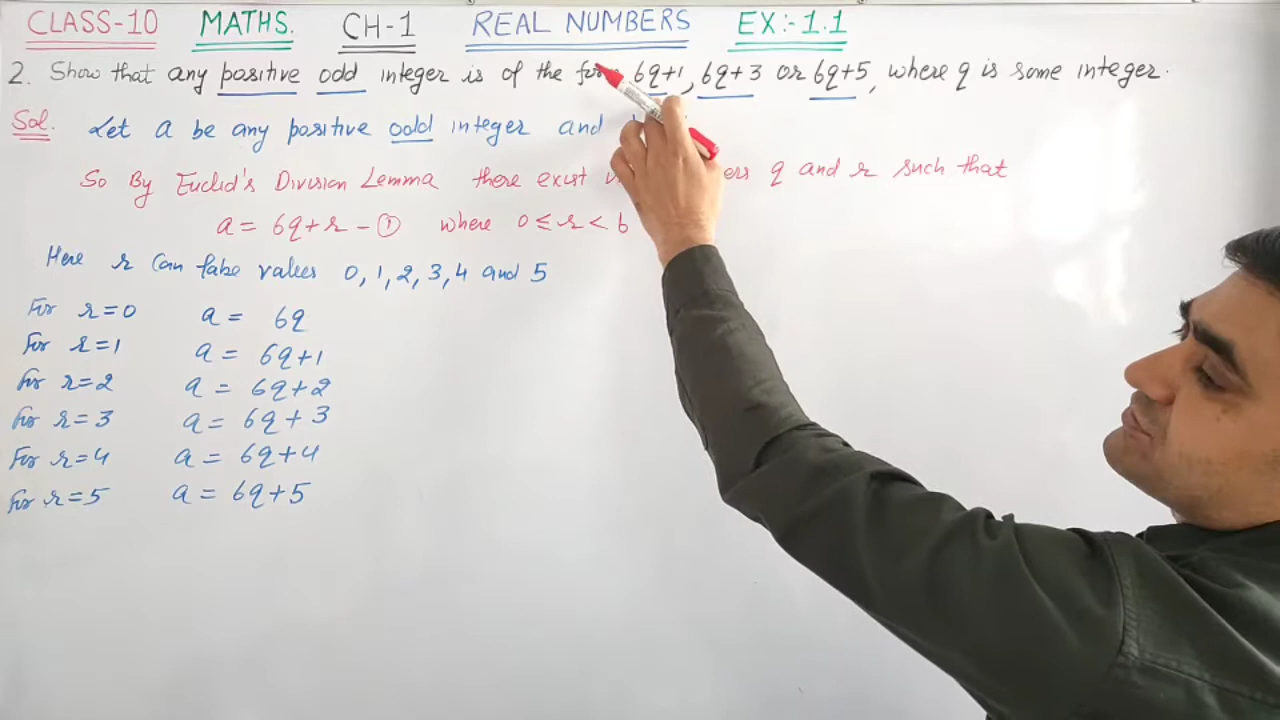 CLASS-10 MATHS. CH-1 REAL NUMBERS EX:- 1.1
2. Show that any positive odd integer is of the 6q+1, 6q+3 or 6q+5, where q is some integer.
Sol. Let a be any positive odd integer and
So By Euclid's Division Lemma there exist q and r such that
a = 6q+r - ① where 0 ≤ r < 6
Here r Can take values 0, 1, 2, 3, 4 and 5
For r=0 a = 6q
For r=1 a = 6q+1
For r=2 a = 6q+2
For r=3 a = 6q+3
For r=4 a = 6q+4
For r=5 a = 6q+5